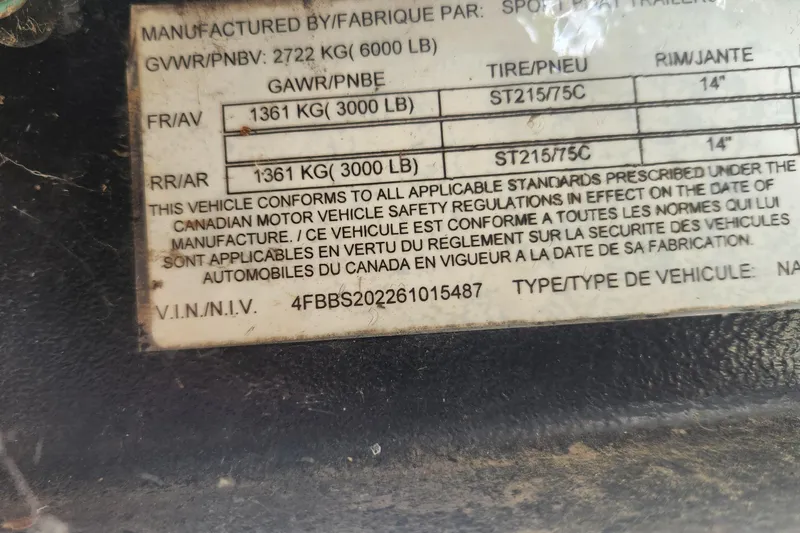 MANUFACTURED BY/FABRIQUE PAR: SPORT BOAT TRAILERS
GVWR/PNBV: 2722 KG( 6000 LB)
GAWR/PNBE TIRE/PNEU RIM/JANTE
FR/AV 1361 KG( 3000 LB) ST215/75C 14"
RR/AR 1361 KG( 3000 LB) ST215/75C 14"
THIS VEHICLE CONFORMS TO ALL APPLICABLE STANDARDS PRESCRIBED UNDER THE
CANADIAN MOTOR VEHICLE SAFETY REGULATIONS IN EFFECT ON THE DATE OF
MANUFACTURE. / CE VEHICULE EST CONFORME A TOUTES LES NORMES QUI LUI
SONT APPLICABLES EN VERTU DU REGLEMENT SUR LA SECURITE DES VEHICULES
AUTOMOBILES DU CANADA EN VIGUEUR A LA DATE DE SA FABRICATION.
V.I.N./N.I.V. 4FBBS202261015487 TYPE/TYPE DE VEHICULE: NA